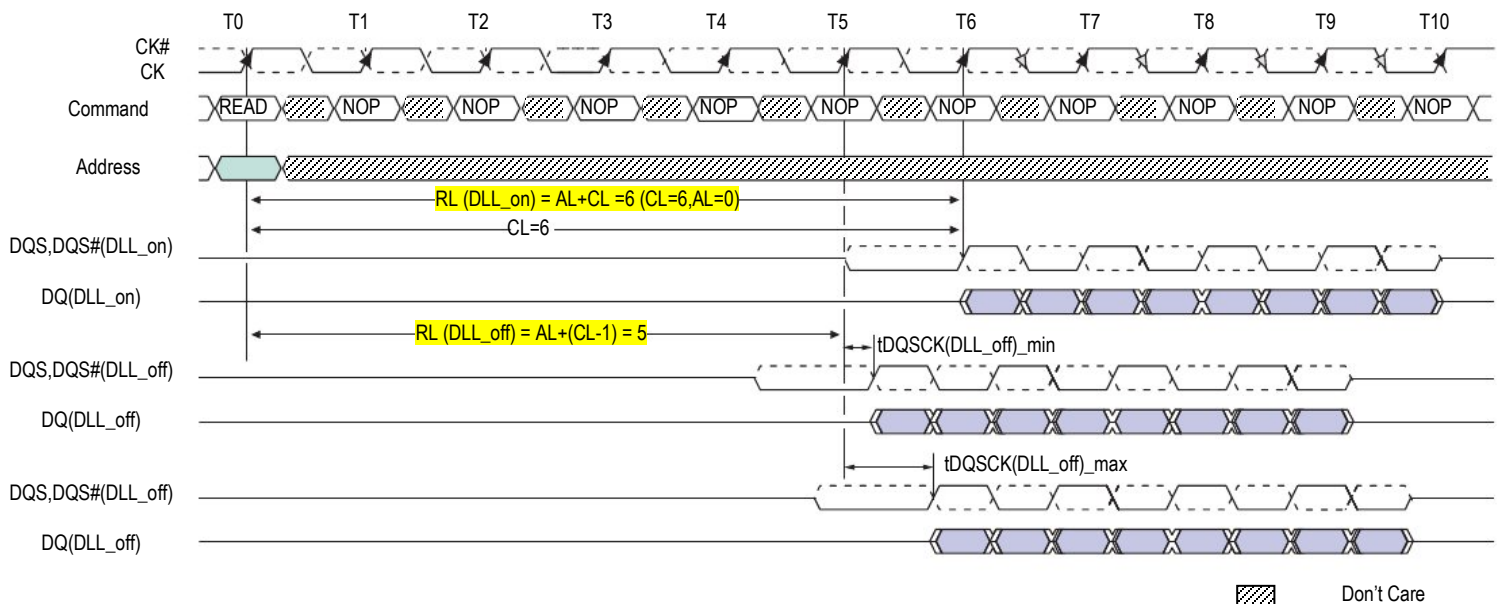 T0 T1 T2 T3 T4 T5 T6 T7 T8 T9 T10
CK#
CK
Command READ NOP NOP NOP NOP NOP NOP NOP NOP NOP NOP
Address
RL (DLL_on) = AL+CL =6 (CL=6,AL=0)
CL=6
DQS,DQS#(DLL_on)
DQ(DLL_on)
RL (DLL_off) = AL+(CL-1) = 5
tDQSCK(DLL_off)_min
DQS,DQS#(DLL_off)
DQ(DLL_off)
tDQSCK(DLL_off)_max
DQS,DQS#(DLL_off)
DQ(DLL_off)
Don't Care